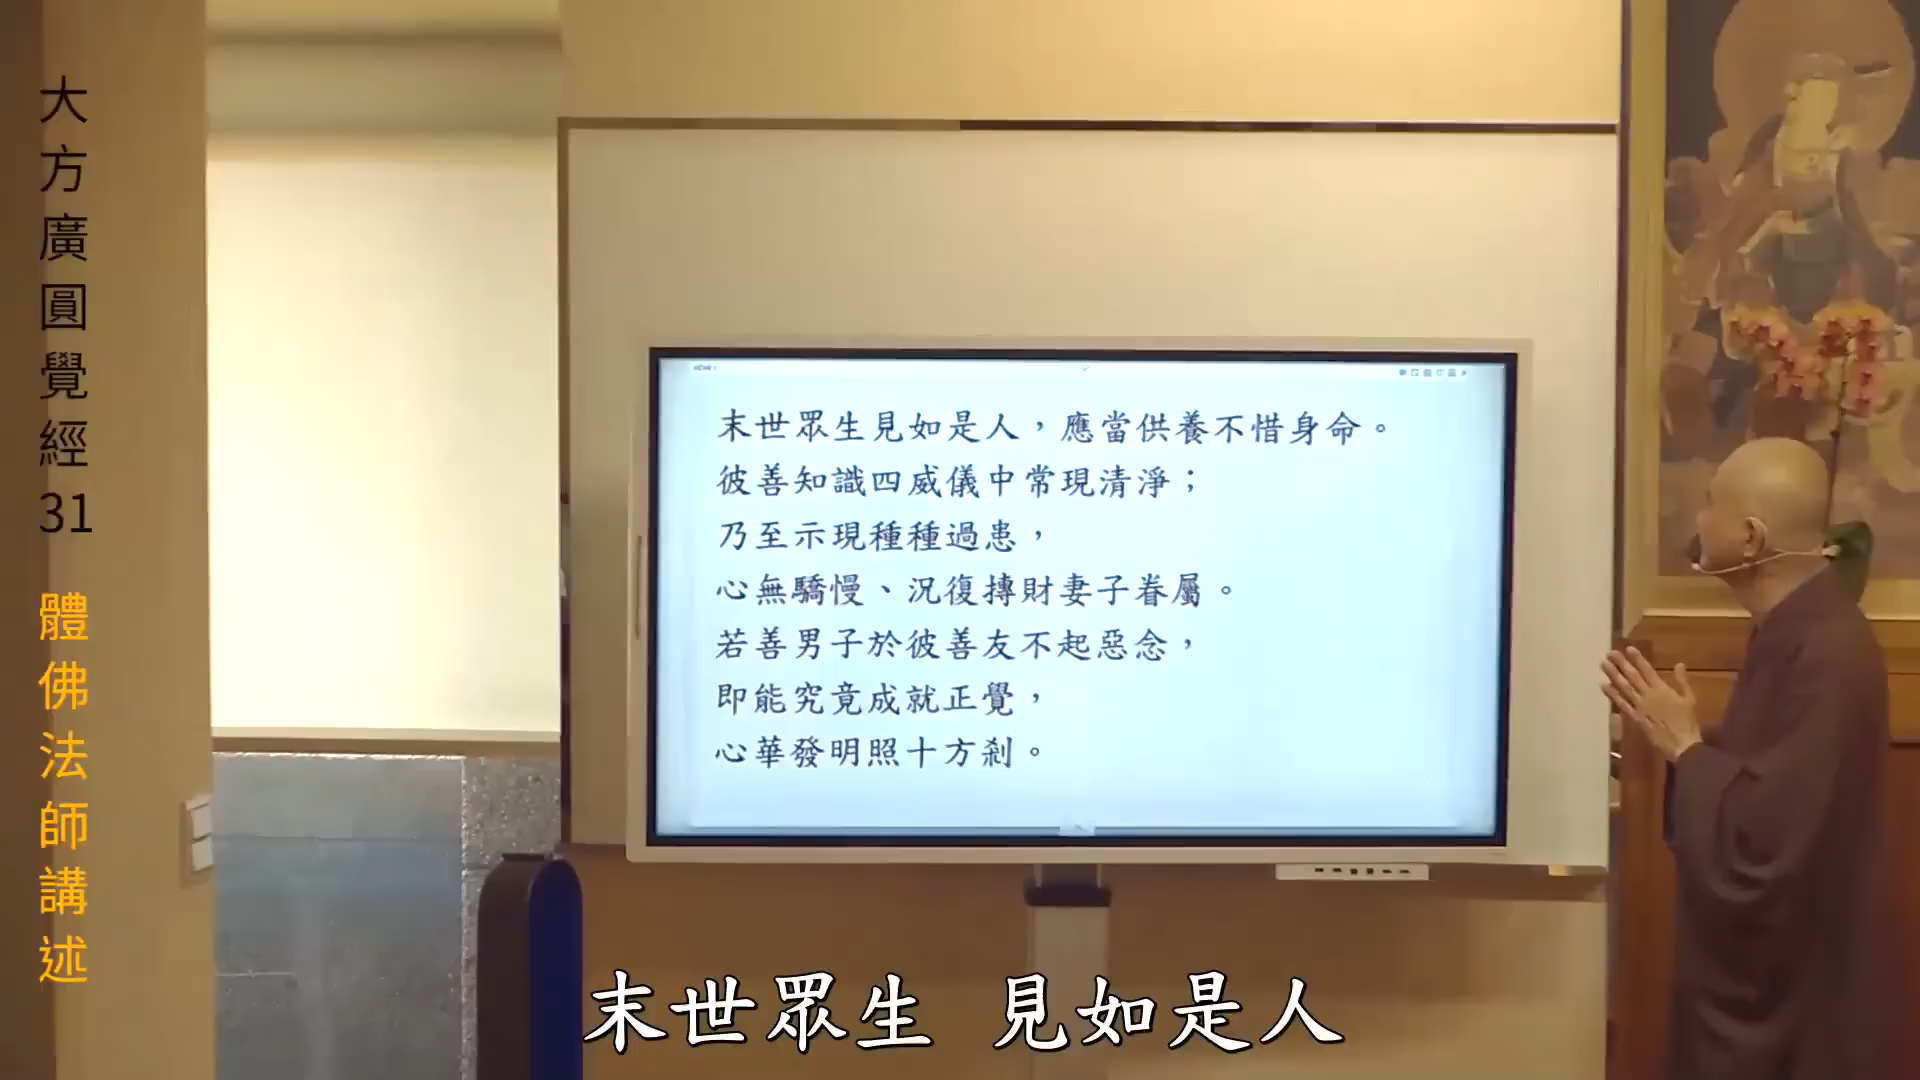 大方廣圓覺經31
體佛法師講述
末世眾生見如是人，應當供養不惜身命。
彼善知識四威儀中常現清淨；
乃至示現種種過患，
心無驕慢、況復摶財妻子眷屬。
若善男子於彼善友不起惡念，
即能究竟成就正覺，
心華發明照十方剎。
末世眾生 見如是人